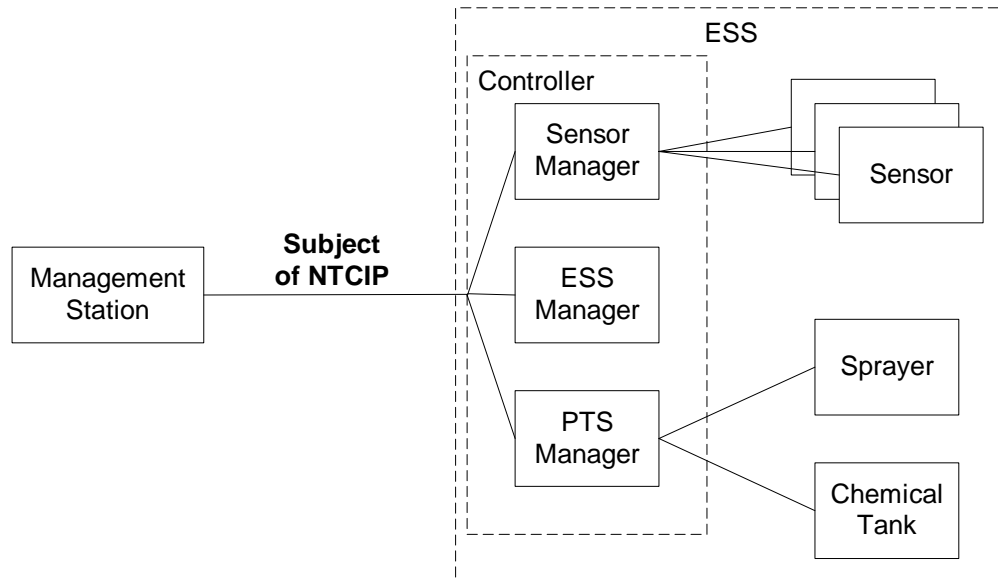 ESS
Controller
Sensor
Manager
Sensor
Subject
of NTCIP
Management
Station
ESS
Manager
Sprayer
PTS
Manager
Chemical
Tank